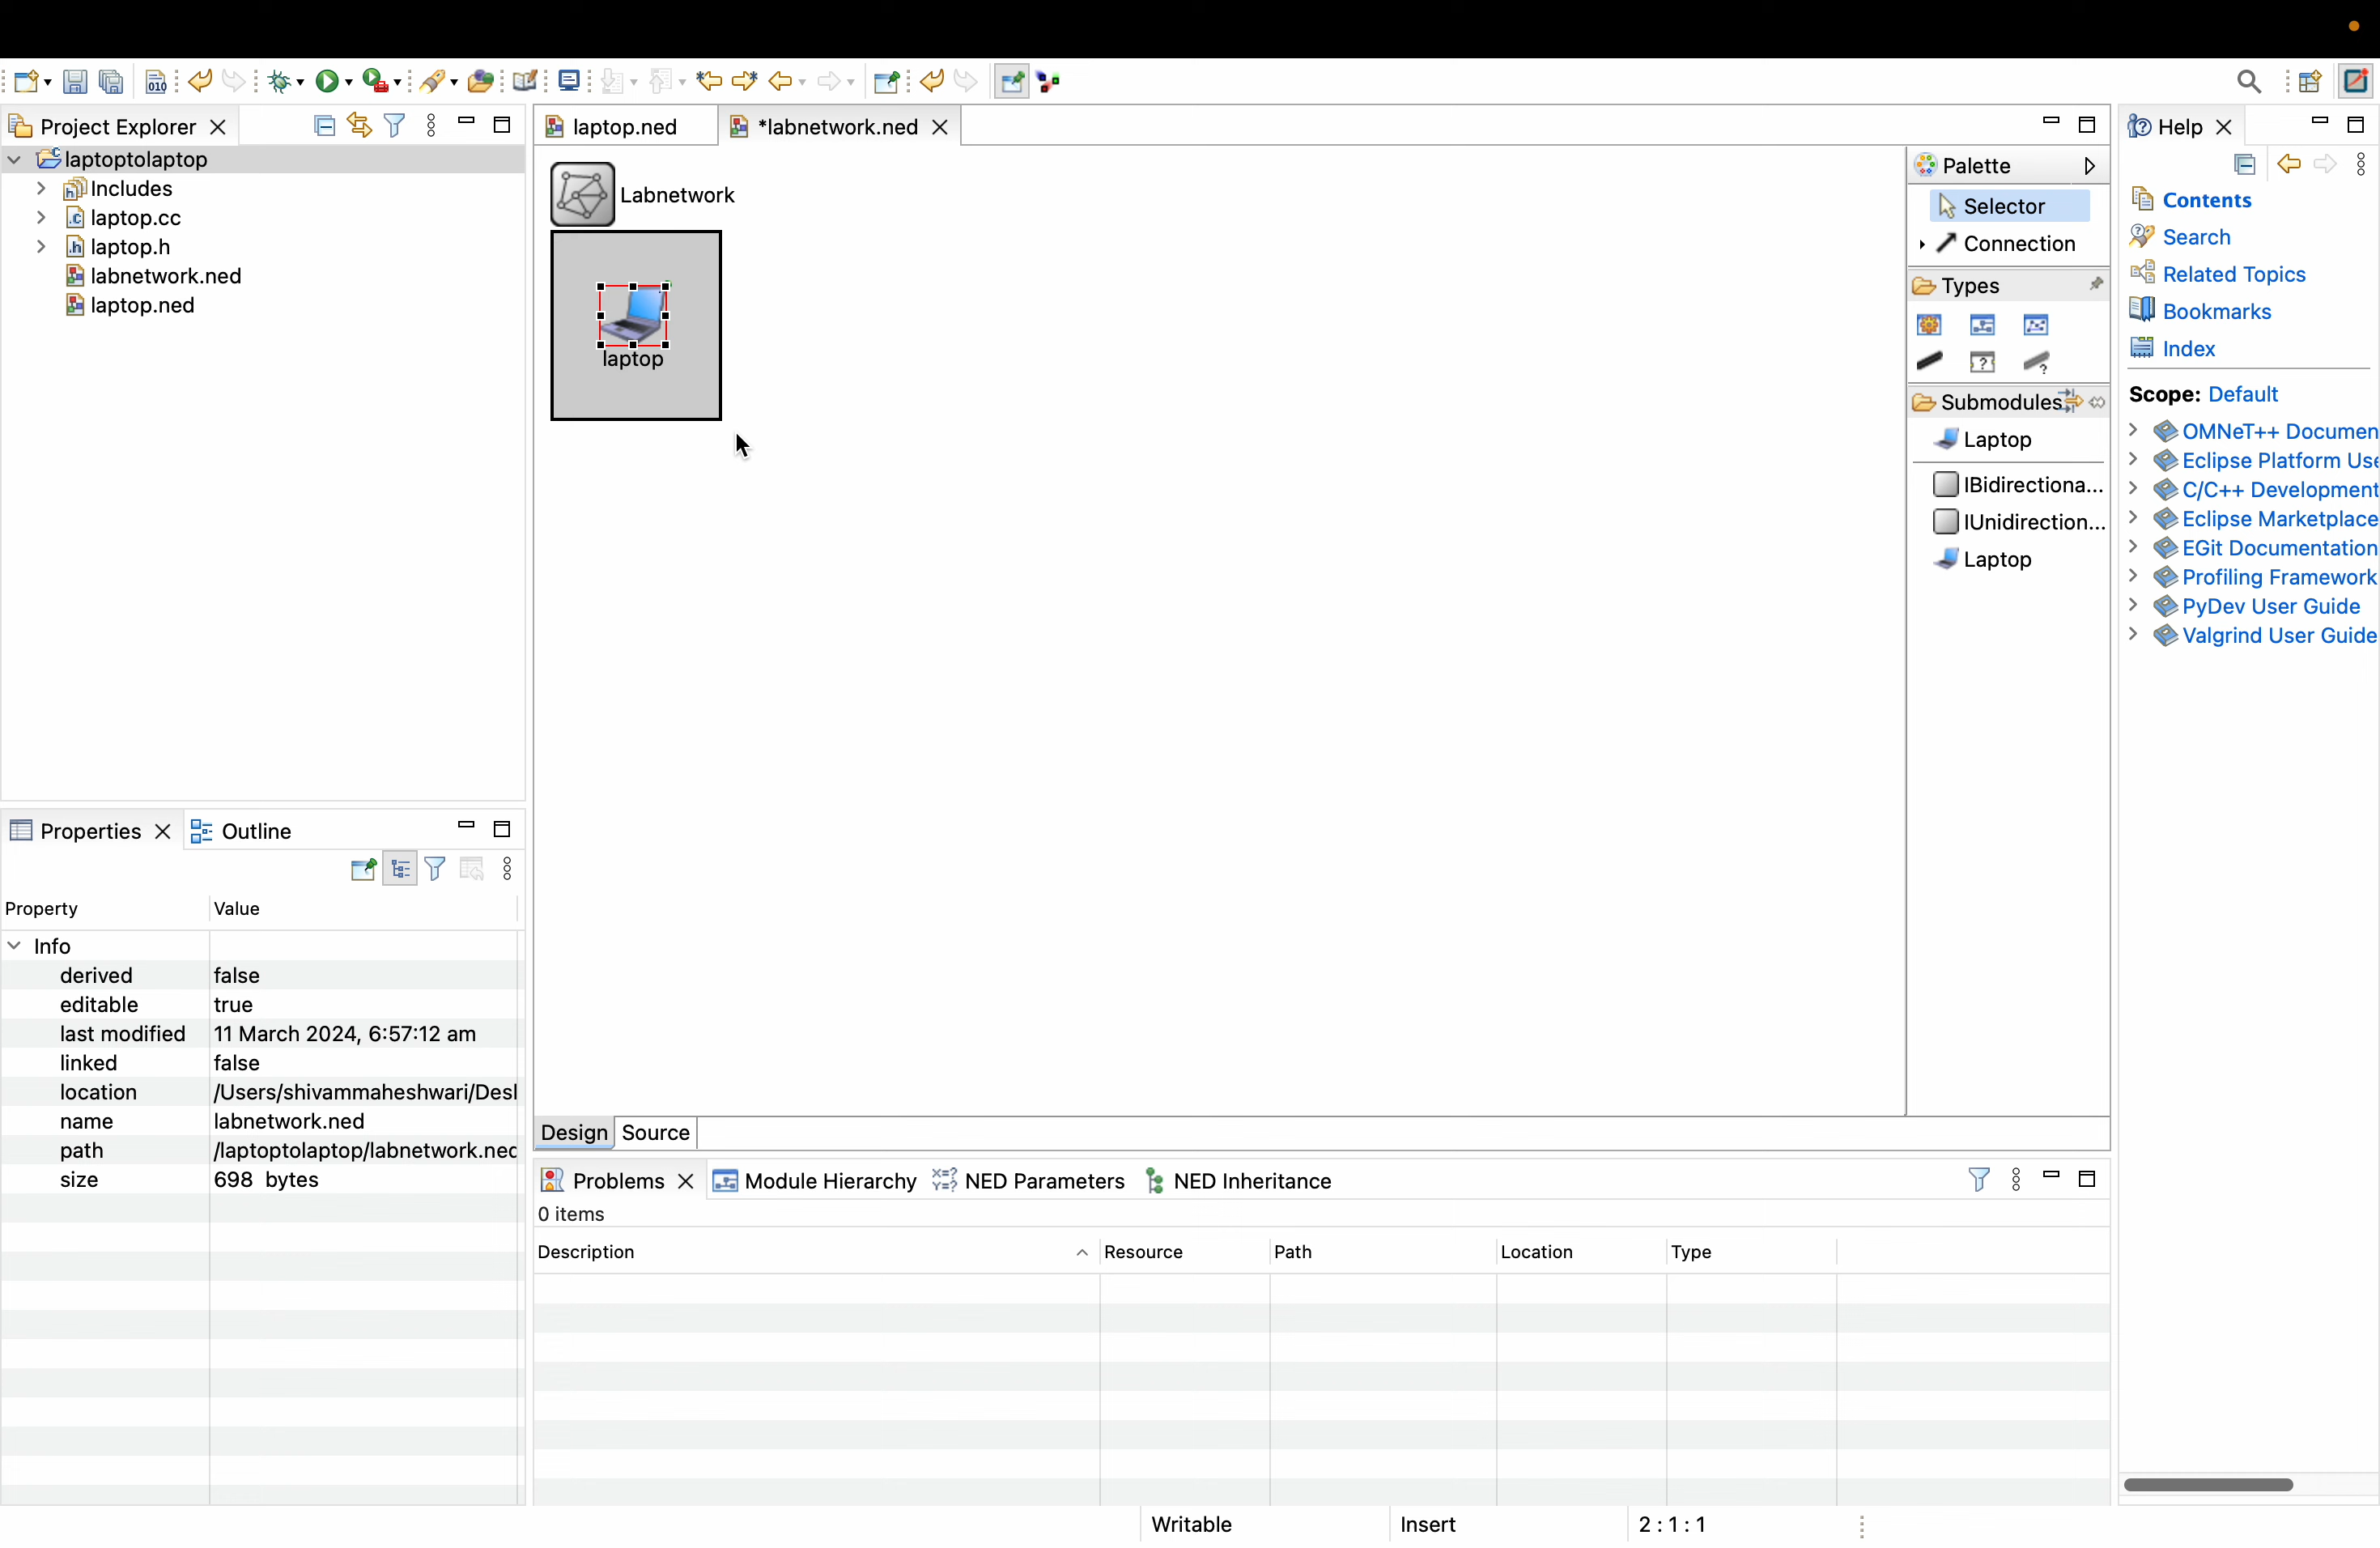 Project Explorer
laptoptolaptop
Includes
laptop.cc
laptop.h
labnetwork.ned
laptop.ned
Properties
Outline
Property Value
Info
derived false
editable true
last modified 11 March 2024, 6:57:12 am
linked false
location /Users/shivammaheshwari/Desl
name labnetwork.ned
path /laptoptolaptop/labnetwork.nec
size 698 bytes
laptop.ned
*labnetwork.ned
Labnetwork
laptop
Palette
Selector
Connection
Types
Submodules
Laptop
IBidirectiona...
IUnidirection...
Laptop
Design Source
Problems Module Hierarchy NED Parameters NED Inheritance
0 items
Description Resource Path Location Type
Writable Insert 2 : 1 : 1
Help
Contents
Search
Related Topics
Bookmarks
Index
Scope: Default
OMNeT++ Documen
Eclipse Platform Use
C/C++ Development
Eclipse Marketplace
EGit Documentation
Profiling Framework
PyDev User Guide
Valgrind User Guide